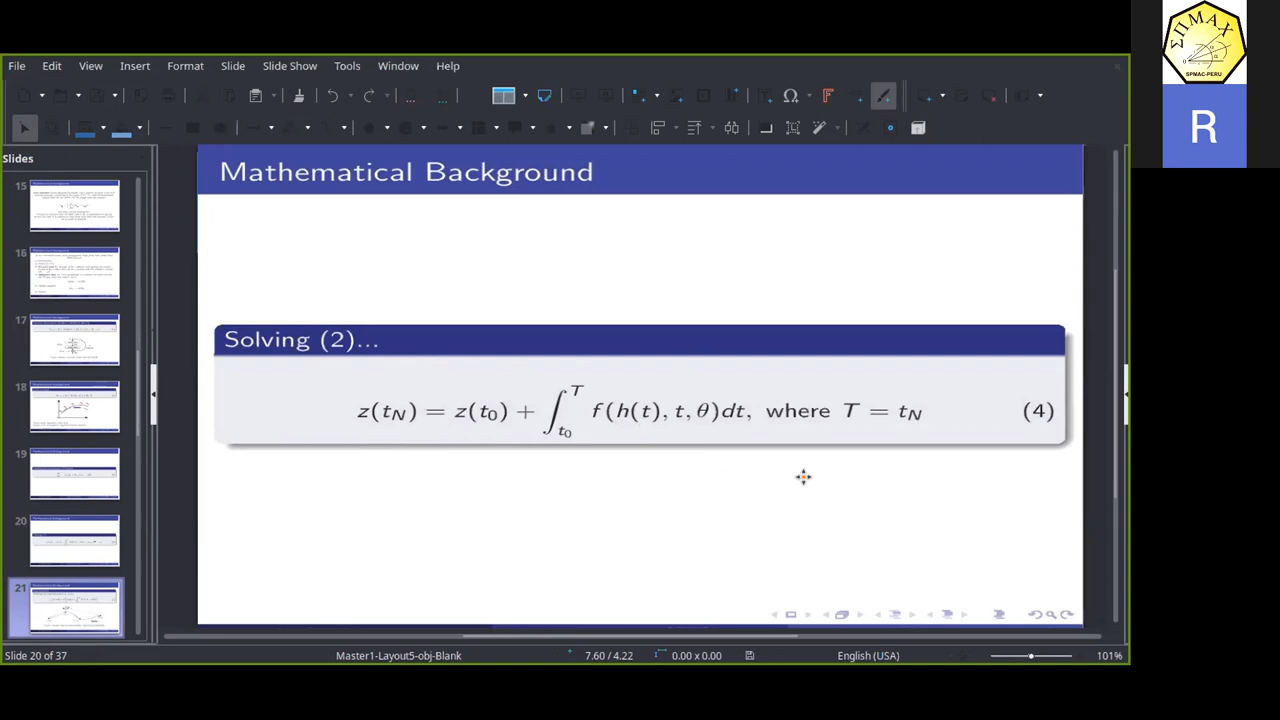 File Edit View Insert Format Slide Slide Show Tools Window Help
Slides
15
16
17
18
19
20
21
Mathematical Background
Solving (2)...
z(t_N) = z(t_0) + ∫_{t_0}^{T} f(h(t), t, θ)dt, where T = t_N (4)
Slide 20 of 37
Master1-Layout5-obj-Blank
7.60 / 4.22
0.00 x 0.00
English (USA)
101%
ΣΠΜΑΧ
SPMAC-PERU
R